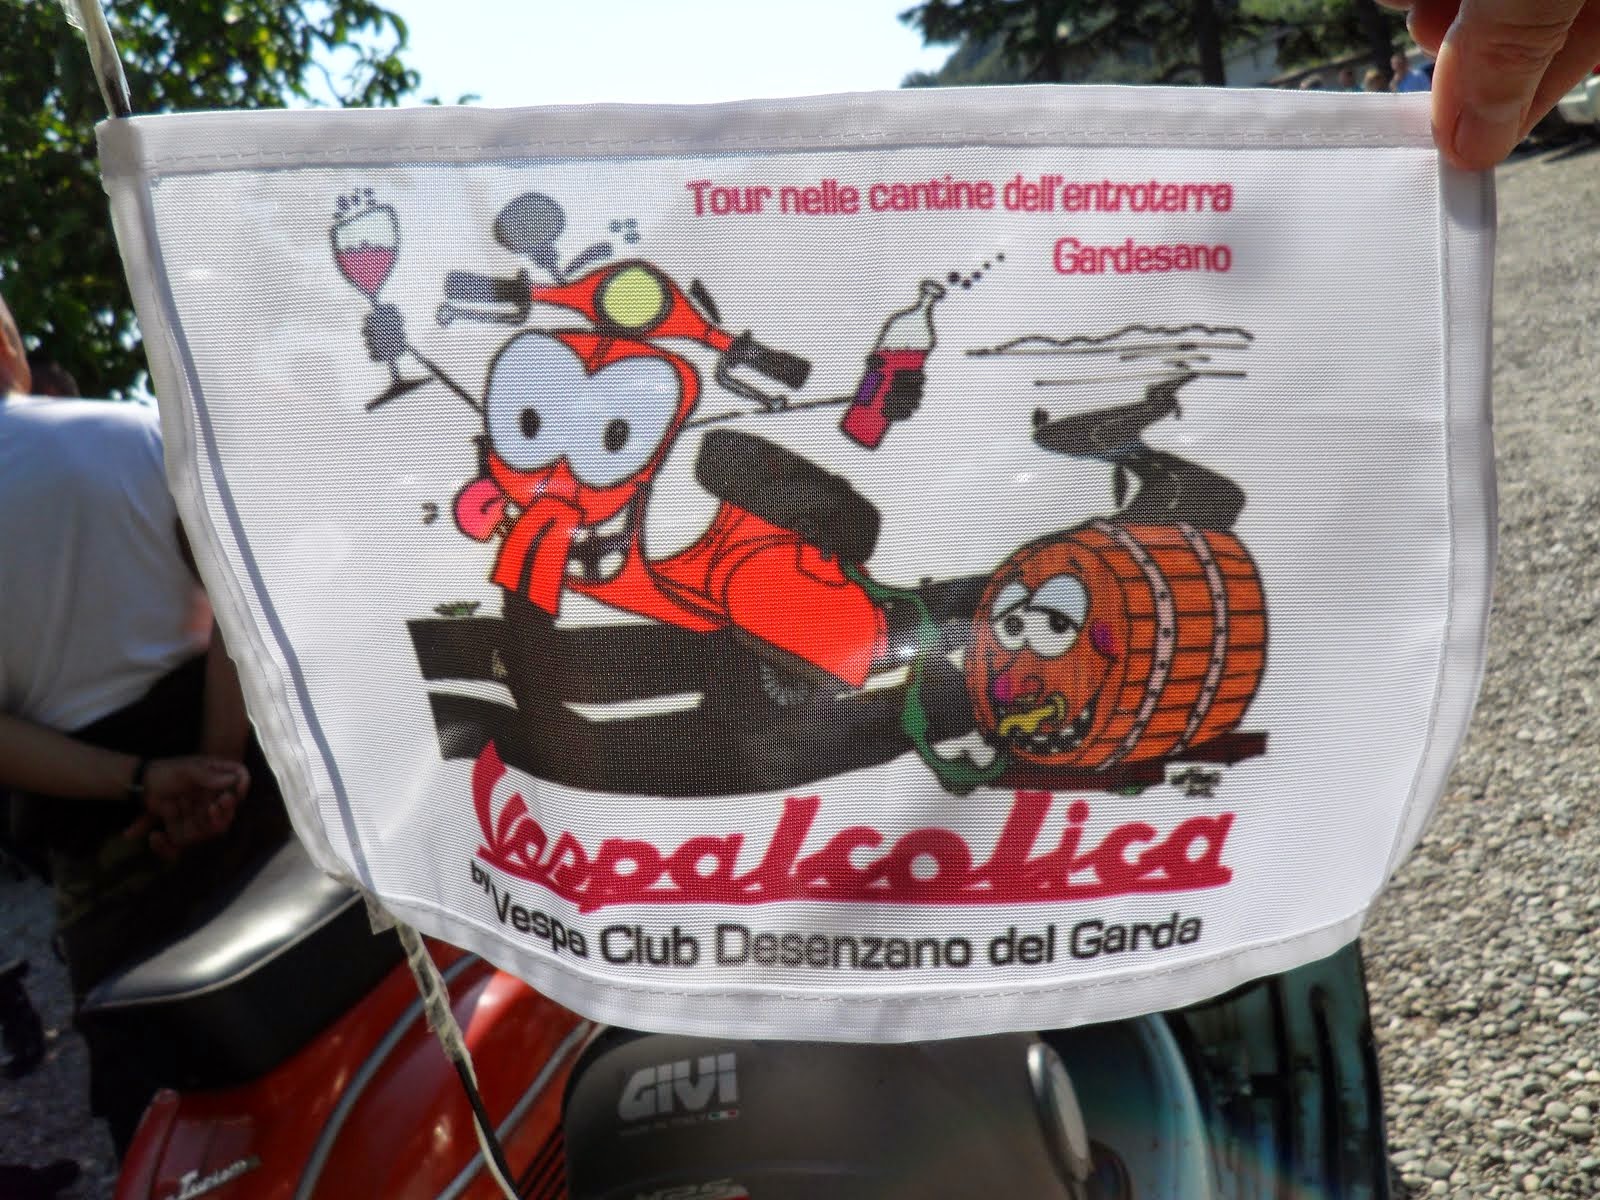 Tour nelle cantine dell'entroterra
Gardesano
Vespalcolica
by Vespa Club Desenzano del Garda
GIVI